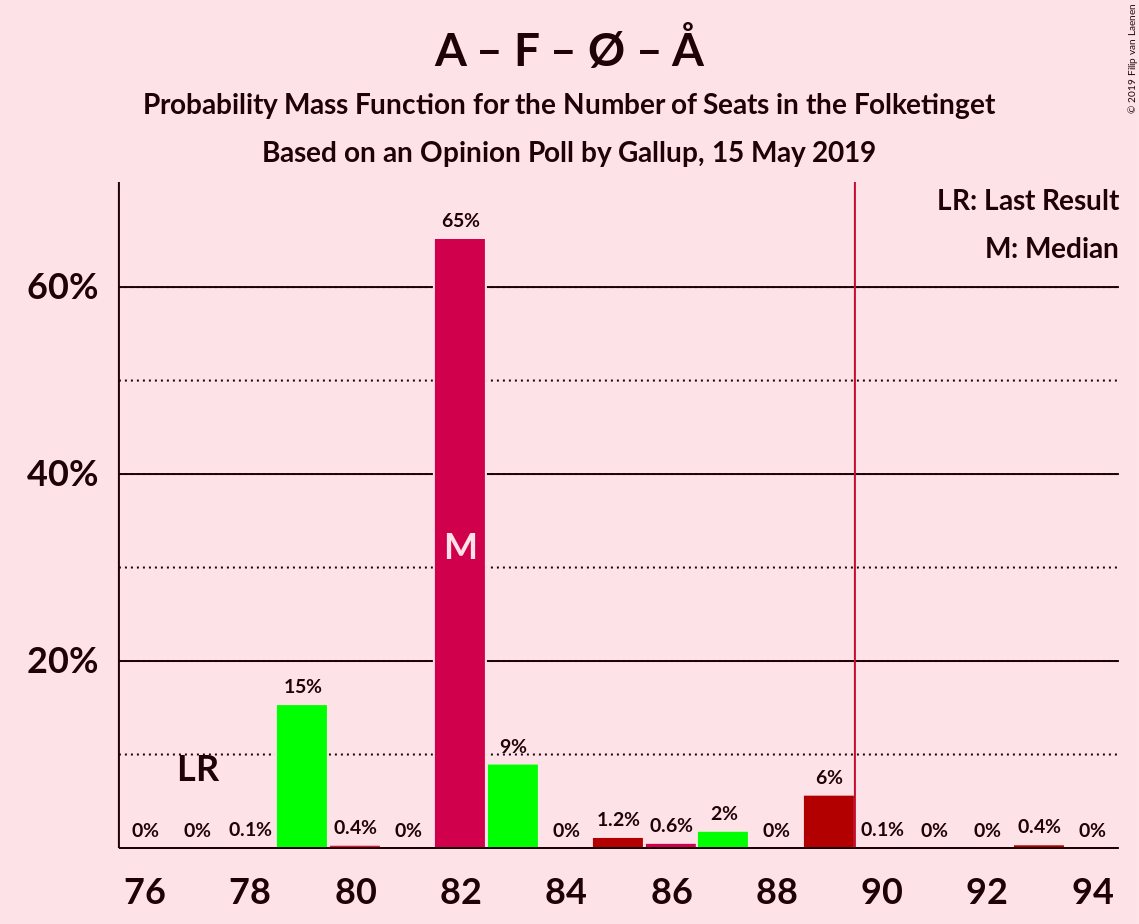 A – F – Ø – Å
Probability Mass Function for the Number of Seats in the Folketinget
Based on an Opinion Poll by Gallup, 15 May 2019
© 2019 Filip van Laenen
LR: Last Result
M: Median
60%
40%
20%
65%
M
15%
9%
LR
6%
0%
0%
0.1%
0.4%
0%
0%
1.2%
0.6%
2%
0%
0.1%
0%
0%
0.4%
0%
76 78 80 82 84 86 88 90 92 94